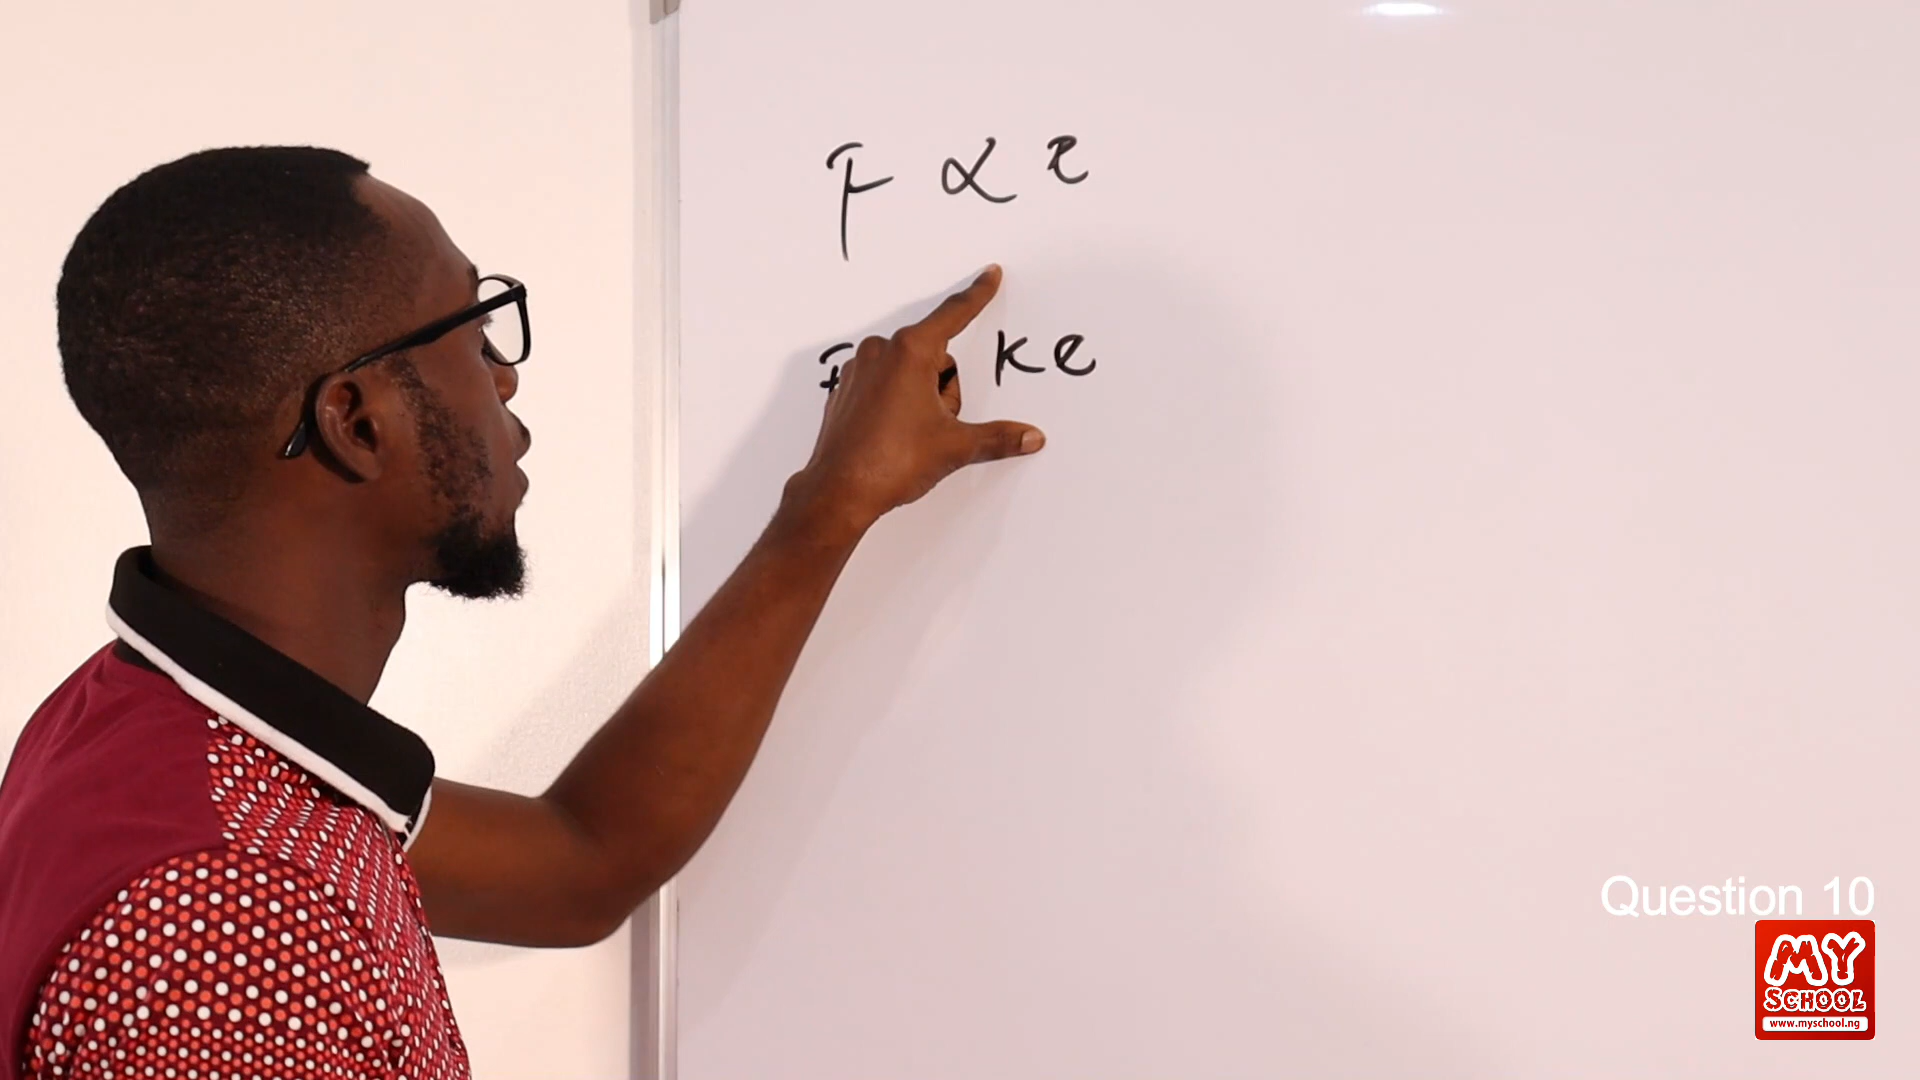 F ∝ e
F ke
Question 10
MY
SCHOOL
www.myschool.ng